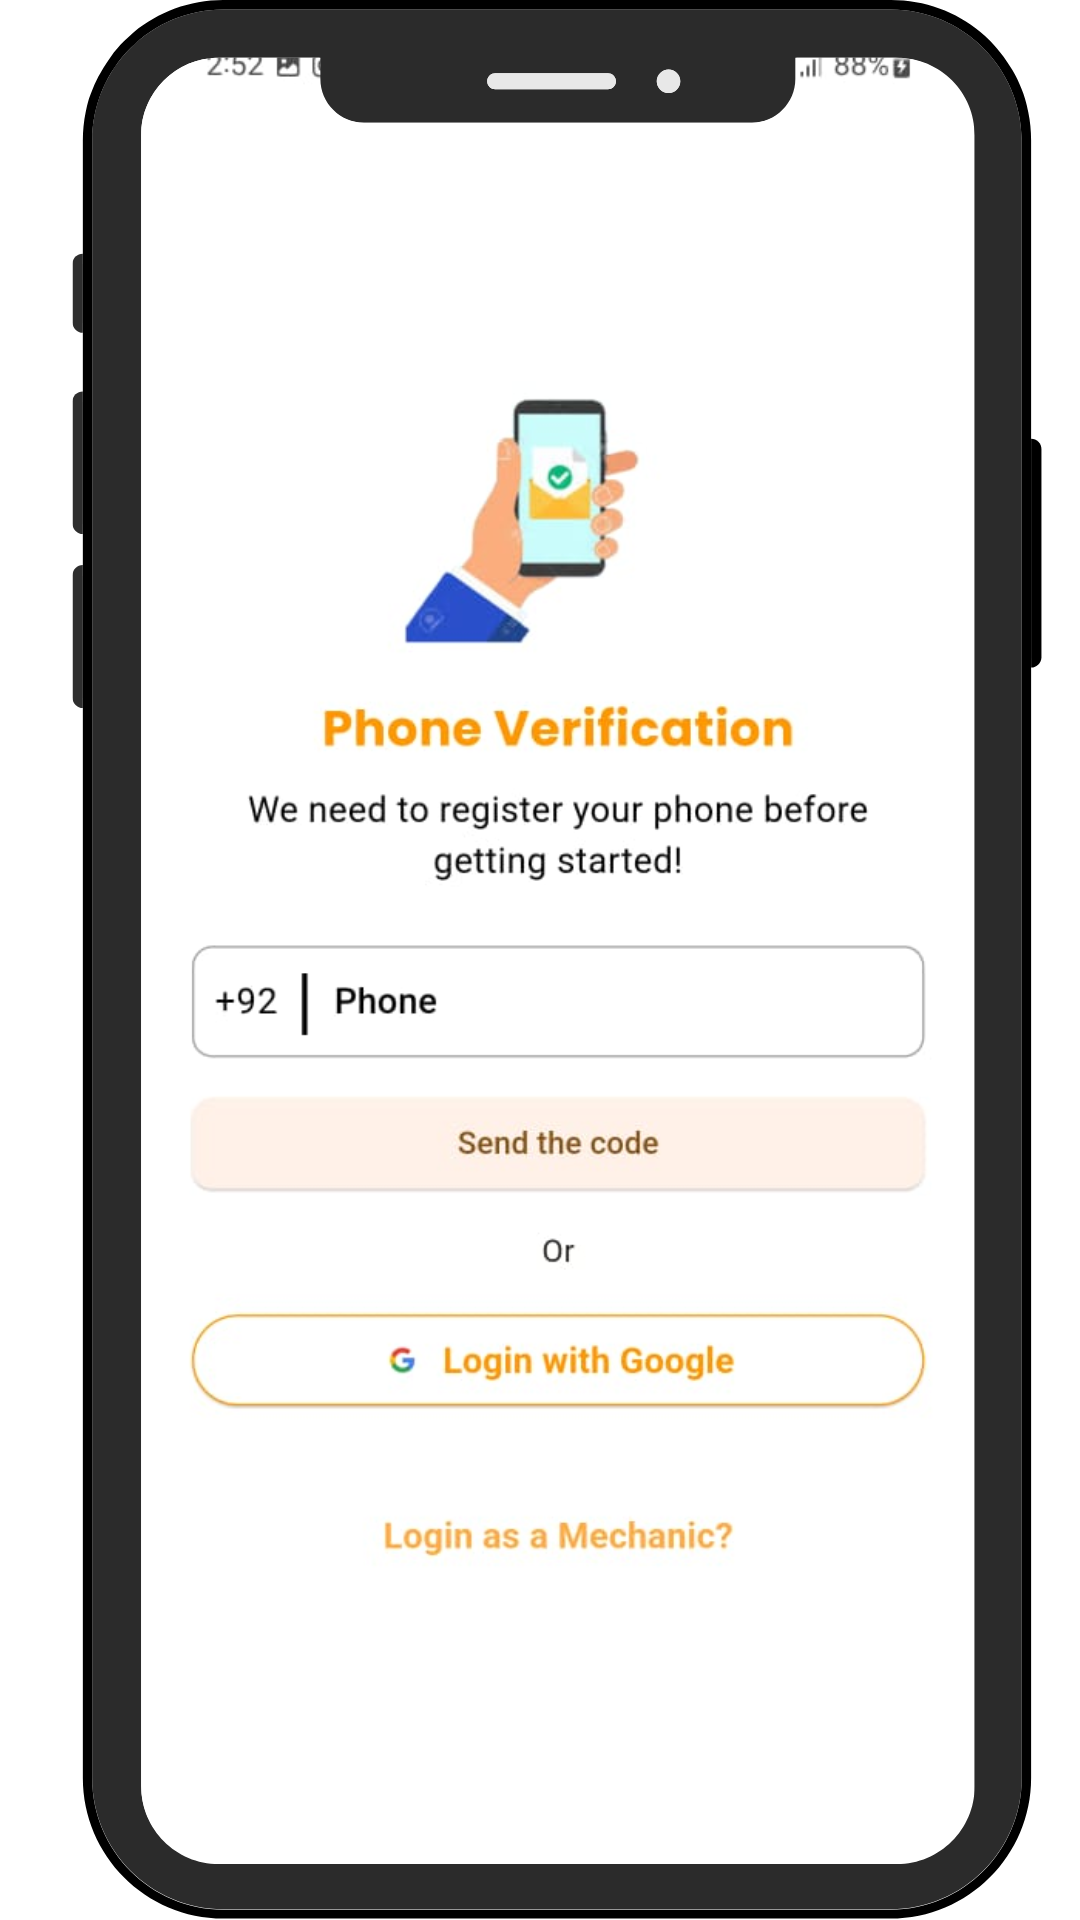 2:52 88%
Phone Verification
We need to register your phone before
getting started!
+92 Phone
Send the code
Or
Login with Google
Login as a Mechanic?